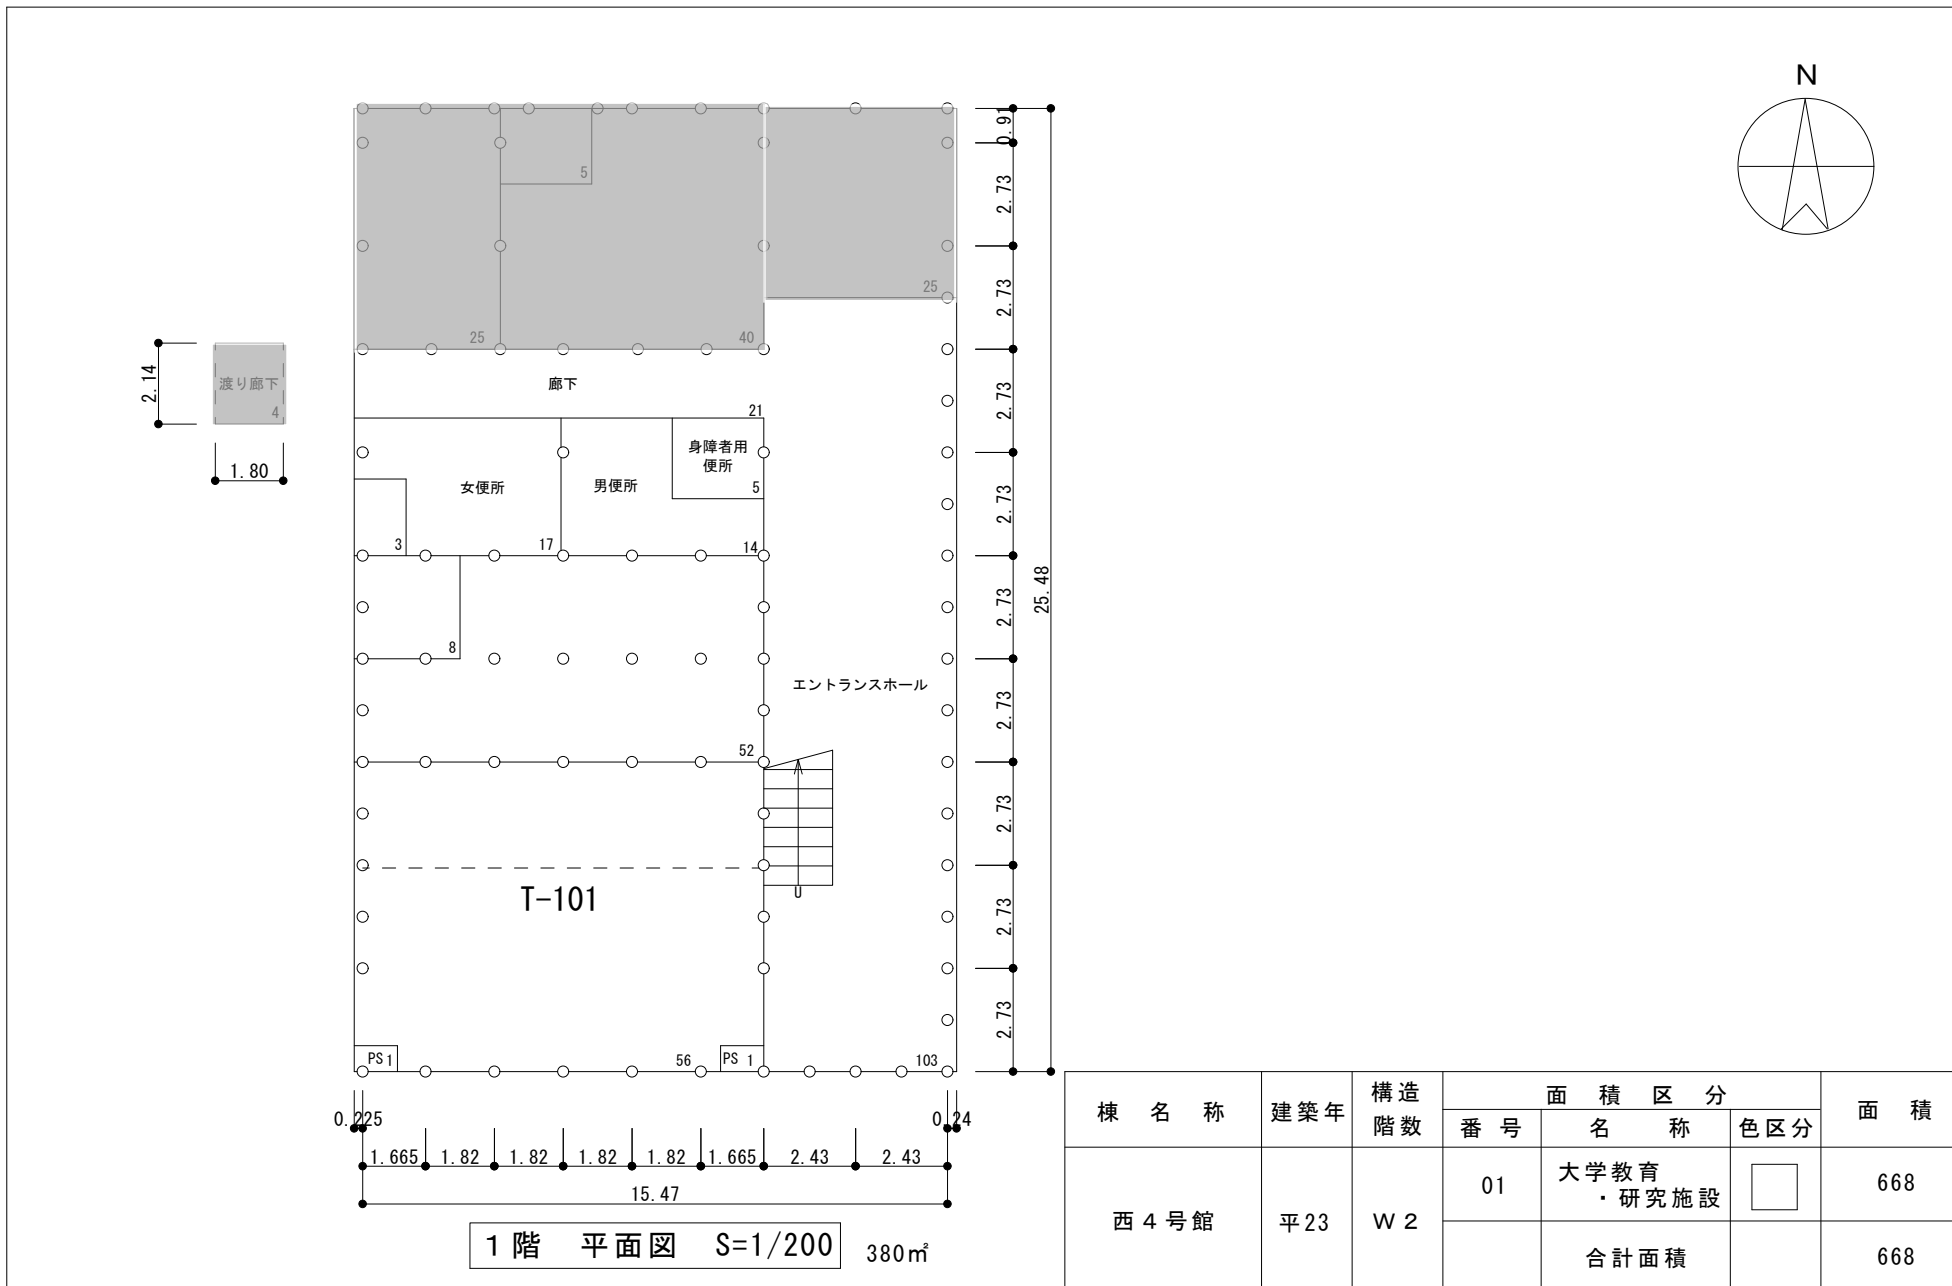 N
0.91
2.73
5
2.73
25
25
40
2.14
渡り廊下
4
1.80
廊下
21
2.73
身障者用
便所
5
女便所
男便所
2.73
3
17
14
25.48
2.73
8
エントランスホール
2.73
52
2.73
T-101
U
2.73
2.73
PS 1
56
PS 1
103
0.225
0.24
1.665 1.82 1.82 1.82 1.82 1.665 2.43 2.43
15.47
1階 平面図 S=1/200
380㎡
棟名称 建築年 構造
階数 面積区分 面積
番号 名称 色区分
西4号館 平23 W2
01 大学教育
・研究施設 668
合計面積 668